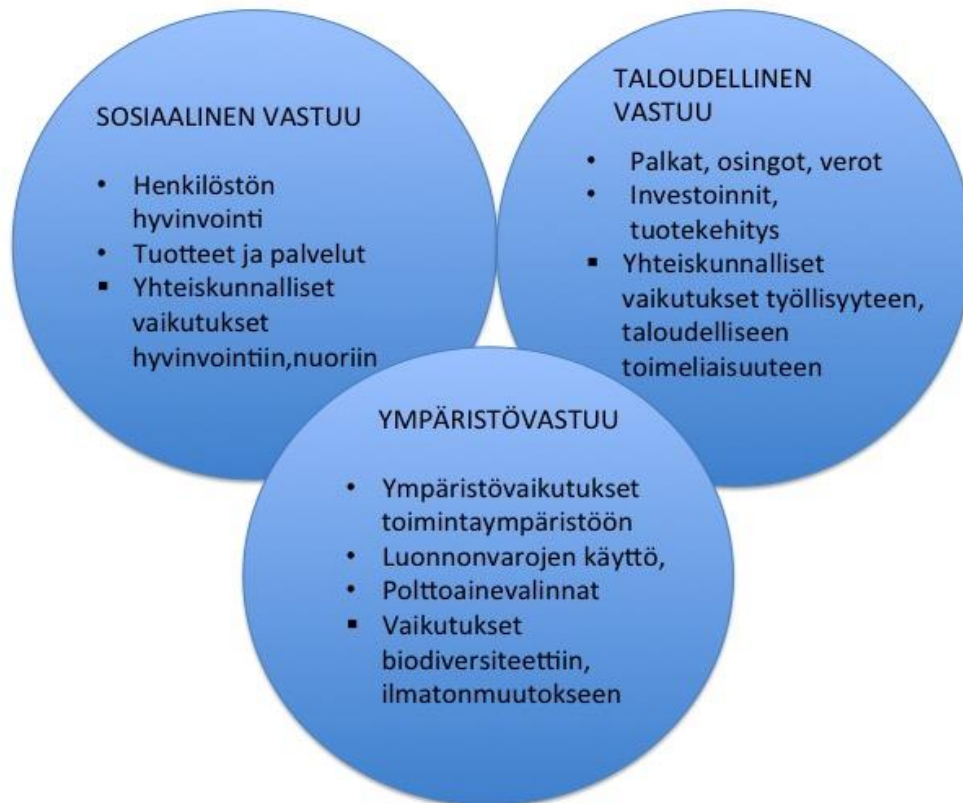 SOSIAALINEN VASTUU
• Henkilöstön
hyvinvointi
• Tuotteet ja palvelut
▪ Yhteiskunnalliset
vaikutukset
hyvinvointiin,nuoriin
TALOUDELLINEN
VASTUU
• Palkat, osingot, verot
• Investoinnit,
tuotekehitys
▪ Yhteiskunnalliset
vaikutukset työllisyyteen,
taloudelliseen
toimeliaisuuteen
YMPÄRISTÖVASTUU
• Ympäristövaikutukset
toimintaympäristöön
• Luonnonvarojen käyttö,
• Polttoainevalinnat
▪ Vaikutukset
biodiversiteettiin,
ilmatonmuutokseen